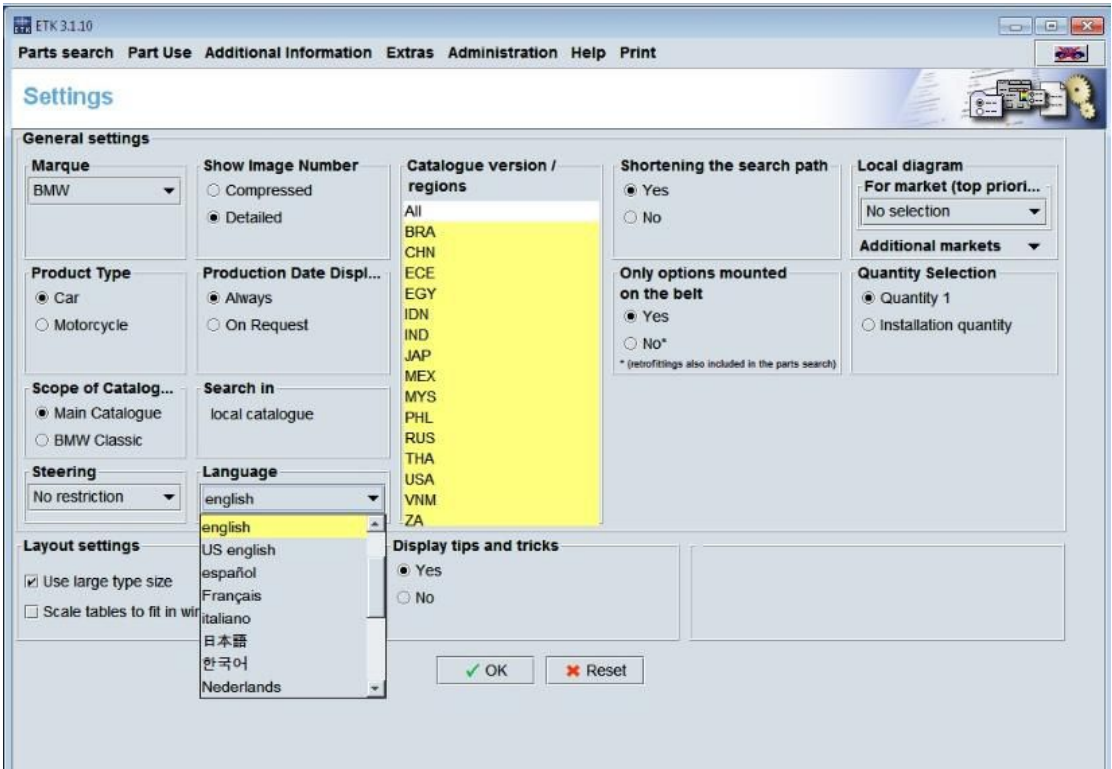 ETK 3.1.10
Parts search Part Use Additional Information Extras Administration Help Print
Settings
General settings
Marque
BMW
Show Image Number
Compressed
Detailed
Catalogue version /
regions
All
BRA
CHN
ECE
EGY
IDN
IND
JAP
MEX
MYS
PHL
RUS
THA
USA
VNM
ZA
Shortening the search path
Yes
No
Local diagram
For market (top priori...
No selection
Additional markets
Product Type
Car
Motorcycle
Production Date Displ...
Always
On Request
Only options mounted
on the belt
Yes
No*
* (retrofittings also included in the parts search)
Quantity Selection
Quantity 1
Installation quantity
Scope of Catalog...
Main Catalogue
BMW Classic
Search in
local catalogue
Steering
No restriction
Language
english
english
US english
español
Français
italiano
日本語
한국어
Nederlands
Layout settings
Use large type size
Scale tables to fit in wi
Display tips and tricks
Yes
No
OK
Reset